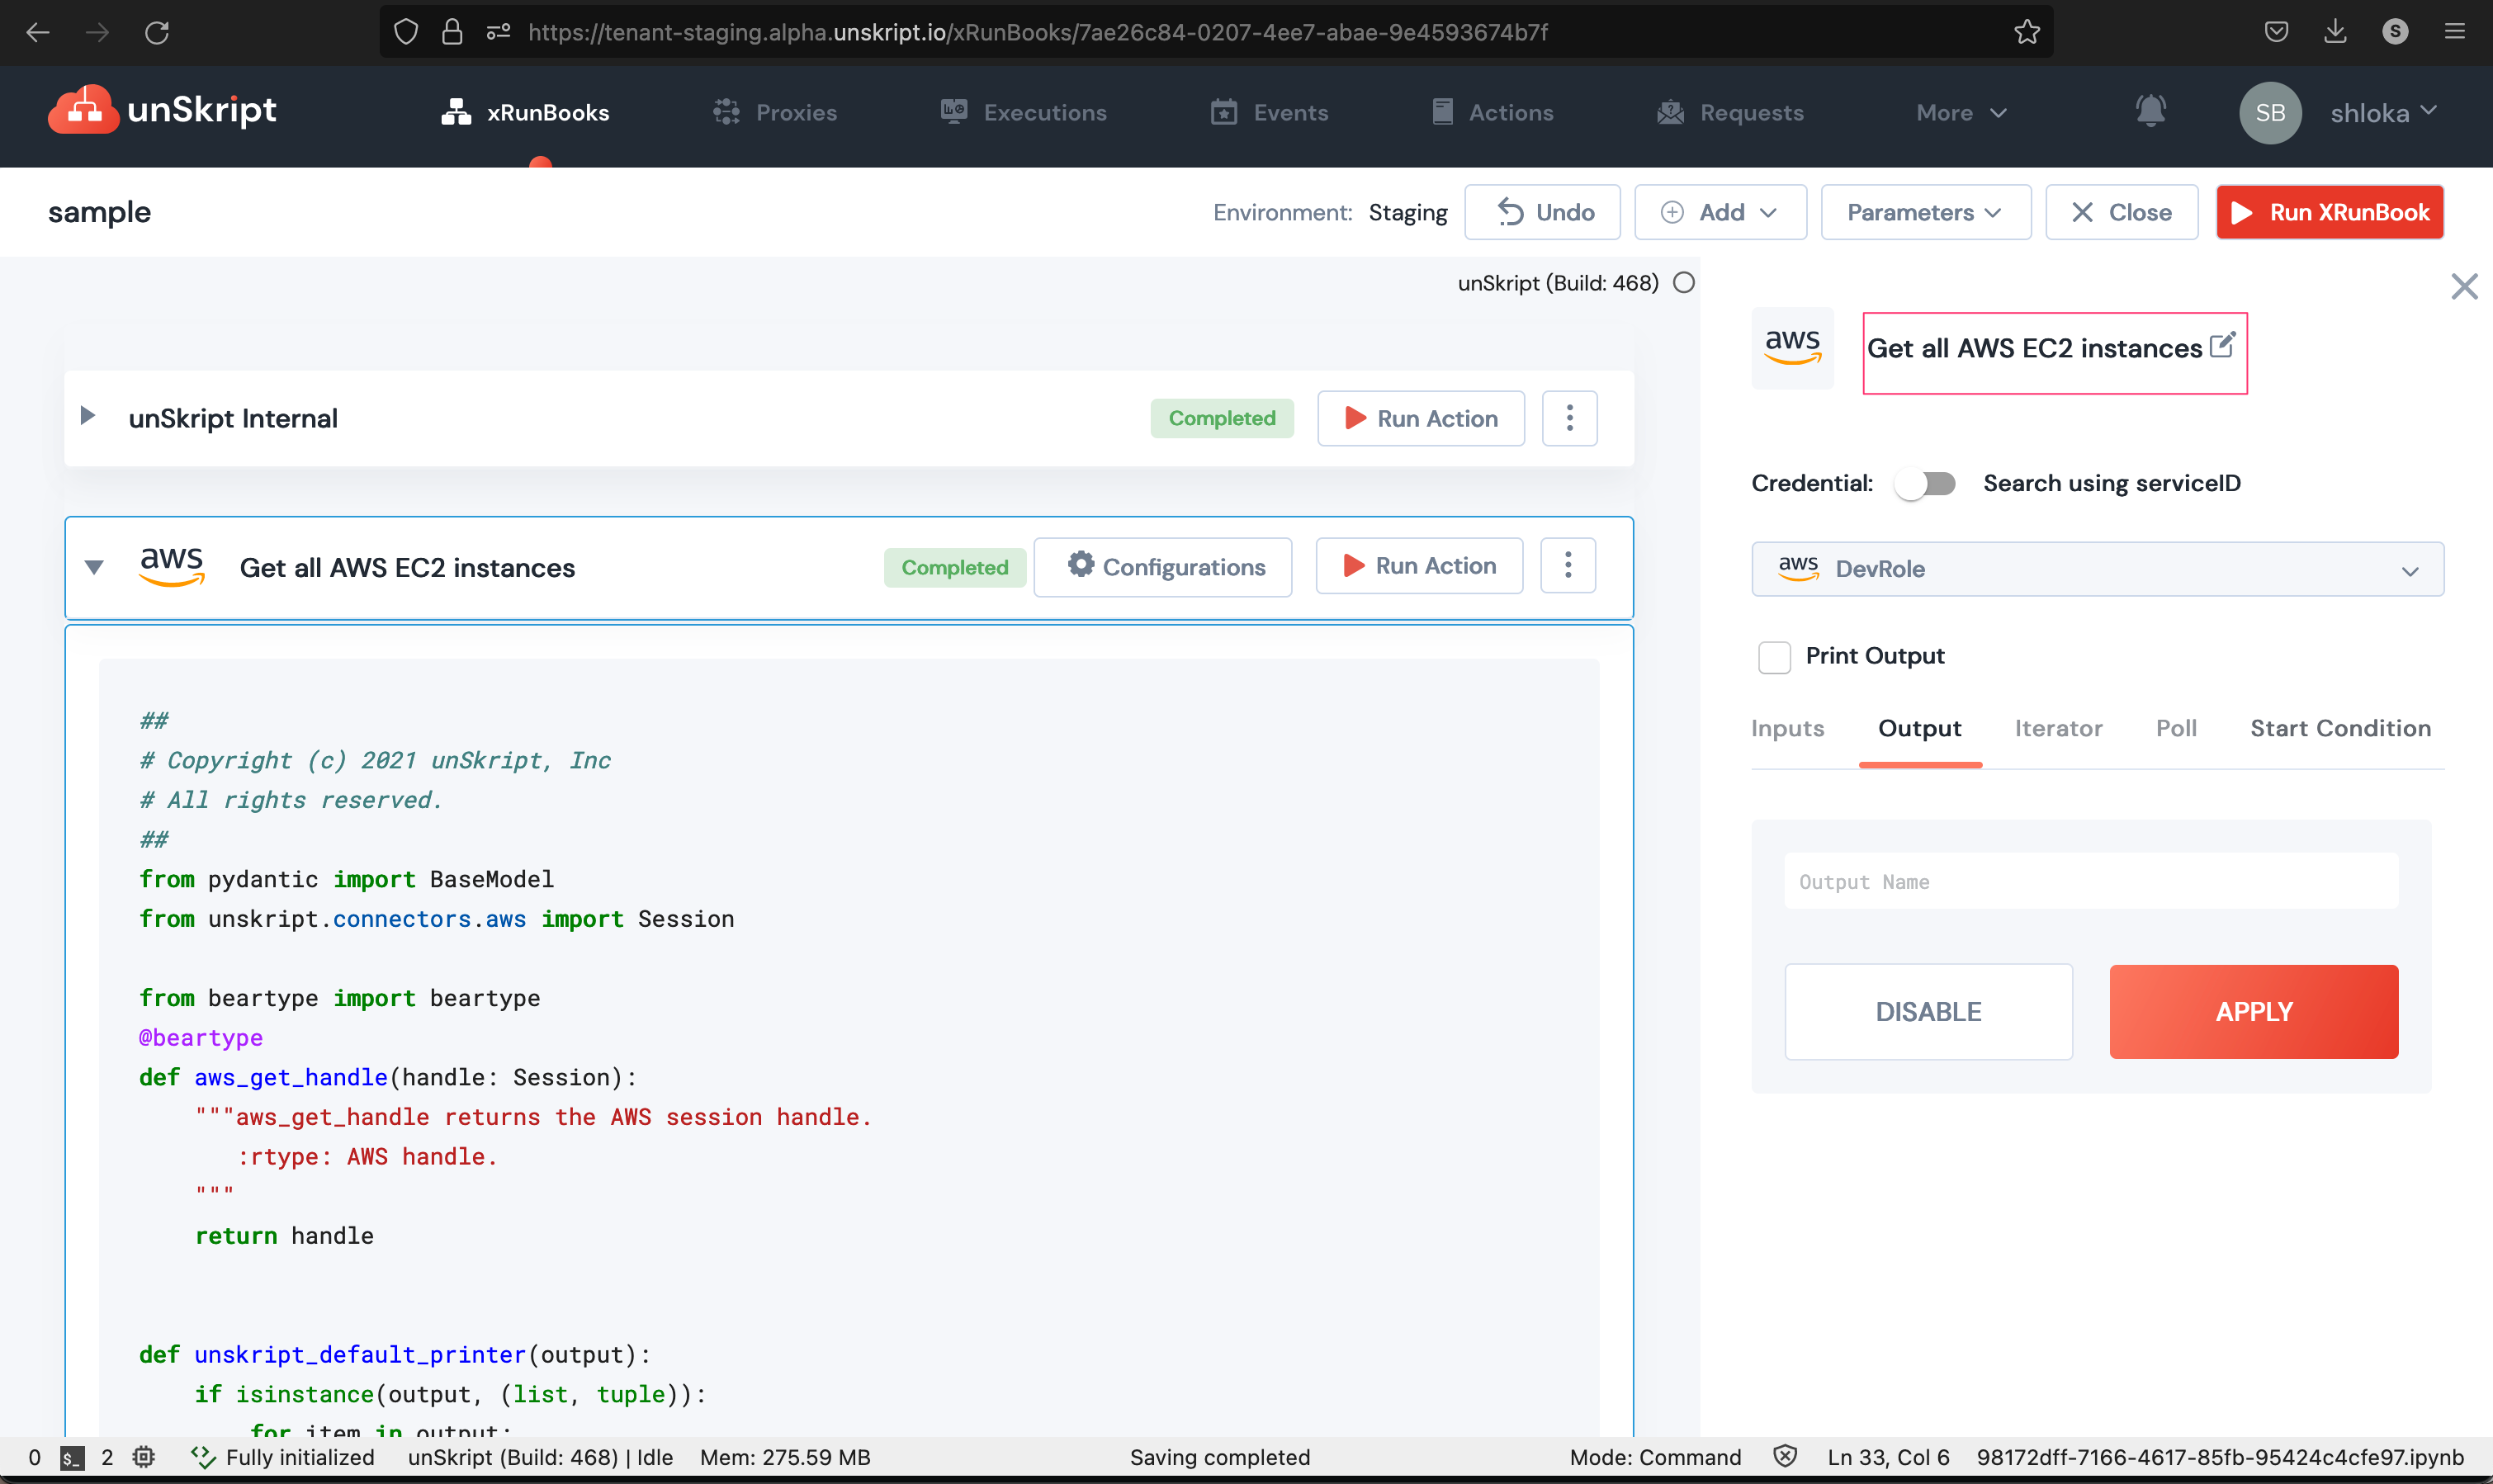 https://tenant-staging.alpha.unskript.io/xRunBooks/7ae26c84-0207-4ee7-abae-9e4593674b7f
S
unSkript
xRunBooks
Proxies
Executions
Events
Actions
Requests
More
SB
shloka
sample
Environment: Staging
Undo
Add
Parameters
Close
Run XRunBook
unSkript (Build: 468)
unSkript Internal
Completed
Run Action
aws
Get all AWS EC2 instances
Completed
Configurations
Run Action
##
# Copyright (c) 2021 unSkript, Inc
# All rights reserved.
##
from pydantic import BaseModel
from unskript.connectors.aws import Session
from beartype import beartype
@beartype
def aws_get_handle(handle: Session):
"""aws_get_handle returns the AWS session handle.
:rtype: AWS handle.
"""
return handle
def unskript_default_printer(output):
if isinstance(output, (list, tuple)):
for item in output:
aws
Get all AWS EC2 instances
Credential:
Search using serviceID
aws
DevRole
Print Output
Inputs
Output
Iterator
Poll
Start Condition
Output Name
DISABLE
APPLY
0
$_
2
Fully initialized
unSkript (Build: 468) | Idle
Mem: 275.59 MB
Saving completed
Mode: Command
Ln 33, Col 6
98172dff-7166-4617-85fb-95424c4cfe97.ipynb